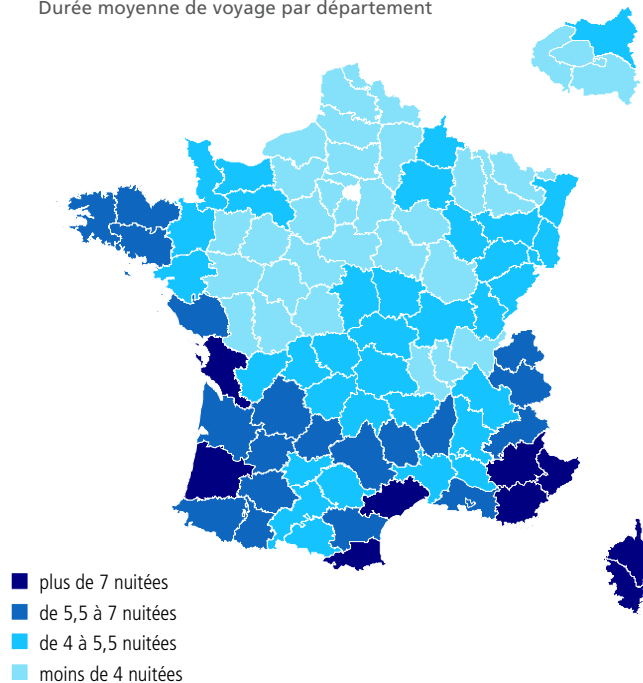 Durée moyenne de voyage par département
plus de 7 nuitées
de 5,5 à 7 nuitées
de 4 à 5,5 nuitées
moins de 4 nuitées